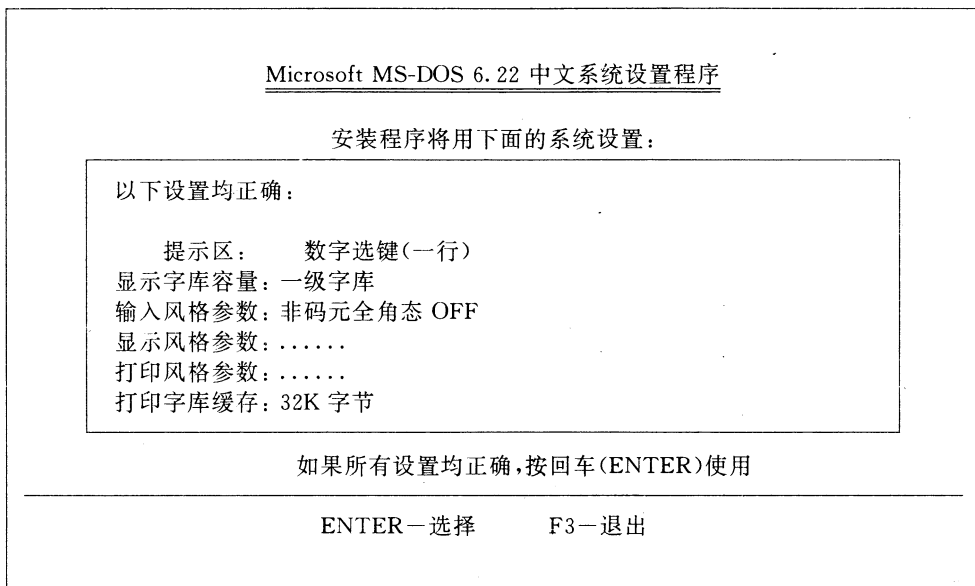 Microsoft MS-DOS 6.22 中文系统设置程序
安装程序将用下面的系统设置：
以下设置均正确：
提示区： 数字选键(一行)
显示字库容量：一级字库
输入风格参数：非码元全角态 OFF
显示风格参数：......
打印风格参数：......
打印字库缓存：32K 字节
如果所有设置均正确,按回车(ENTER)使用
ENTER－选择 F3－退出